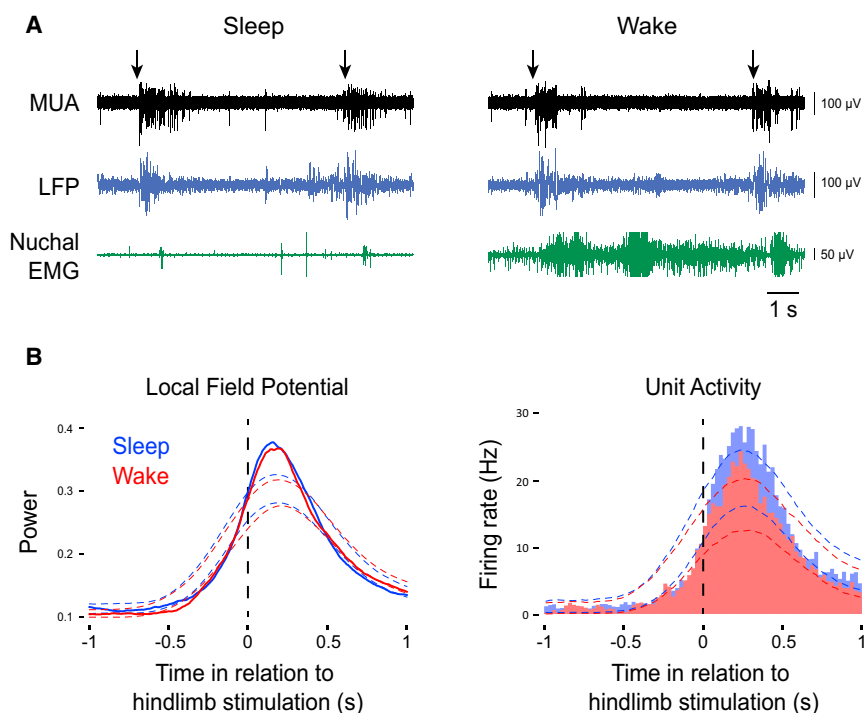 A
Sleep
Wake
MUA
100 µV
LFP
100 µV
Nuchal
EMG
50 µV
1 s
B
Local Field Potential
Unit Activity
Sleep
Wake
Power
0.4
0.3
0.2
0.1
-1
-0.5
0
0.5
1
Time in relation to
hindlimb stimulation (s)
Firing rate (Hz)
30
20
10
0
-1
-0.5
0
0.5
1
Time in relation to
hindlimb stimulation (s)